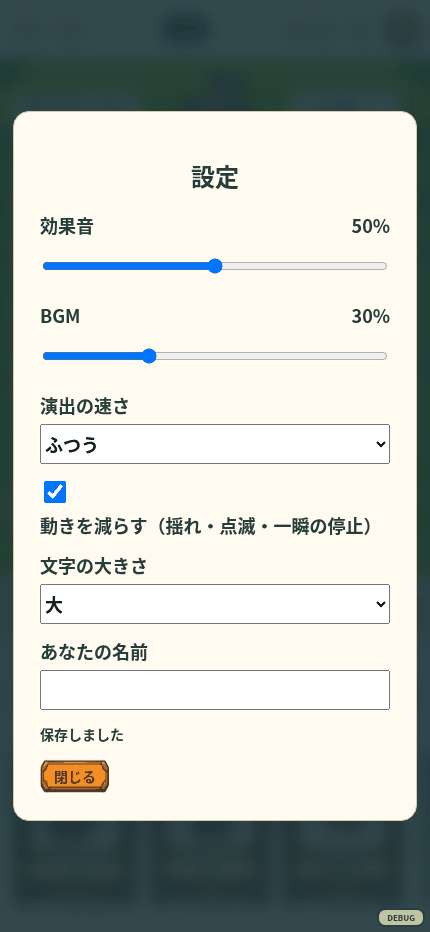 設定
効果音 50%
BGM 30%
演出の速さ
ふつう
動きを減らす（揺れ・点滅・一瞬の停止）
文字の大きさ
大
あなたの名前
保存しました
閉じる
DEBUG